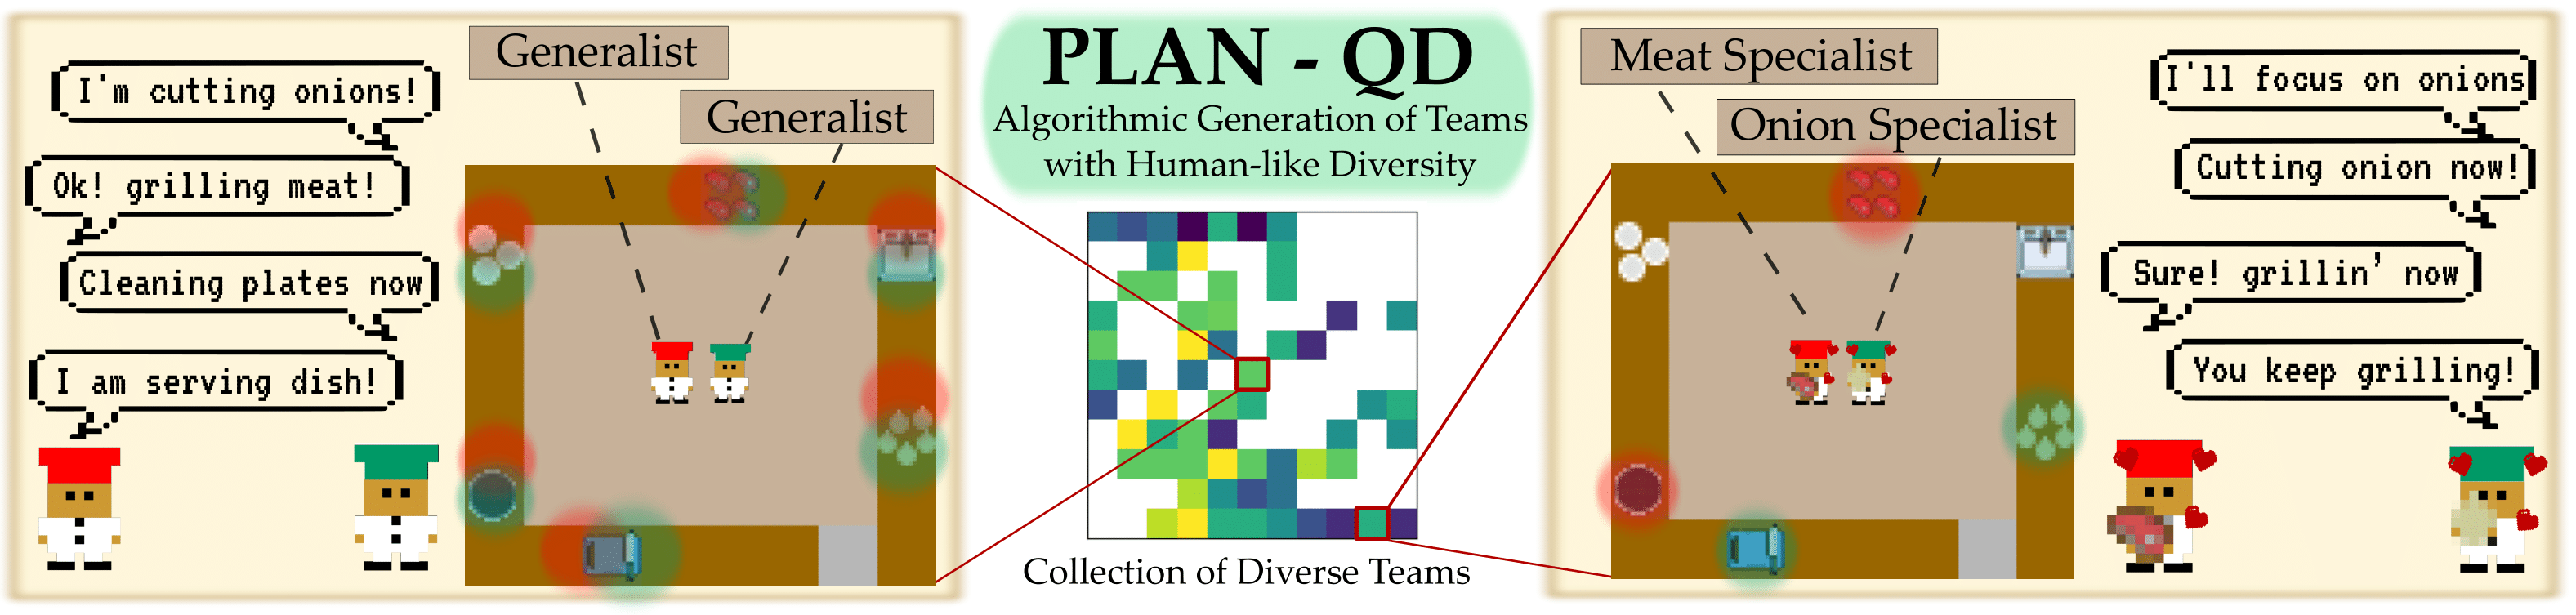 I'm cutting onions!
Ok! grilling meat!
Cleaning plates now
I am serving dish!
Generalist
Generalist
PLAN - QD
Algorithmic Generation of Teams
with Human-like Diversity
Collection of Diverse Teams
Meat Specialist
Onion Specialist
I'll focus on onions
Cutting onion now!
Sure! grillin' now
You keep grilling!